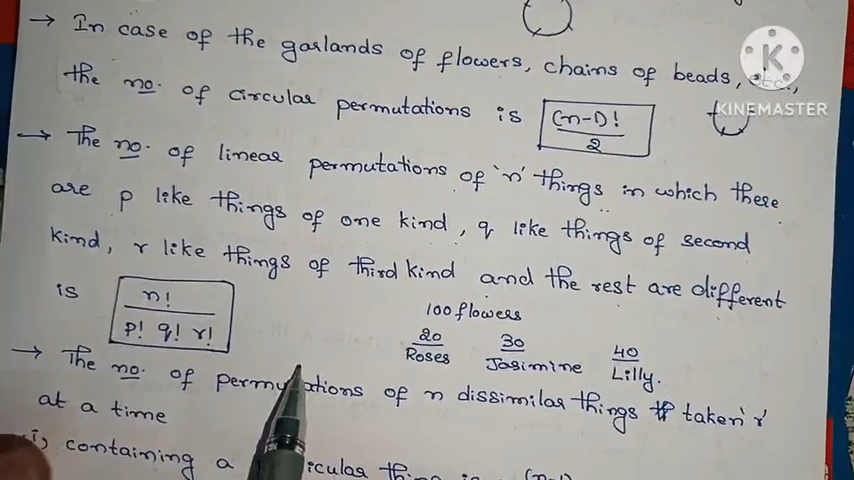 → In case of the garlands of flowers, chains of beads, etc.,
the no. of circular permutations is (n-1)! / 2
KINEMASTER
→ The no. of linear permutations of 'n' things in which there
are p like things of one kind, q like things of second
kind, r like things of third kind and the rest are different
is n! / p! q! r!
100 flowers
20 Roses 30 Jasimine 40 Lilly.
→ The no. of permutations of n dissimilar things taken 'r'
at a time
(i) containing a